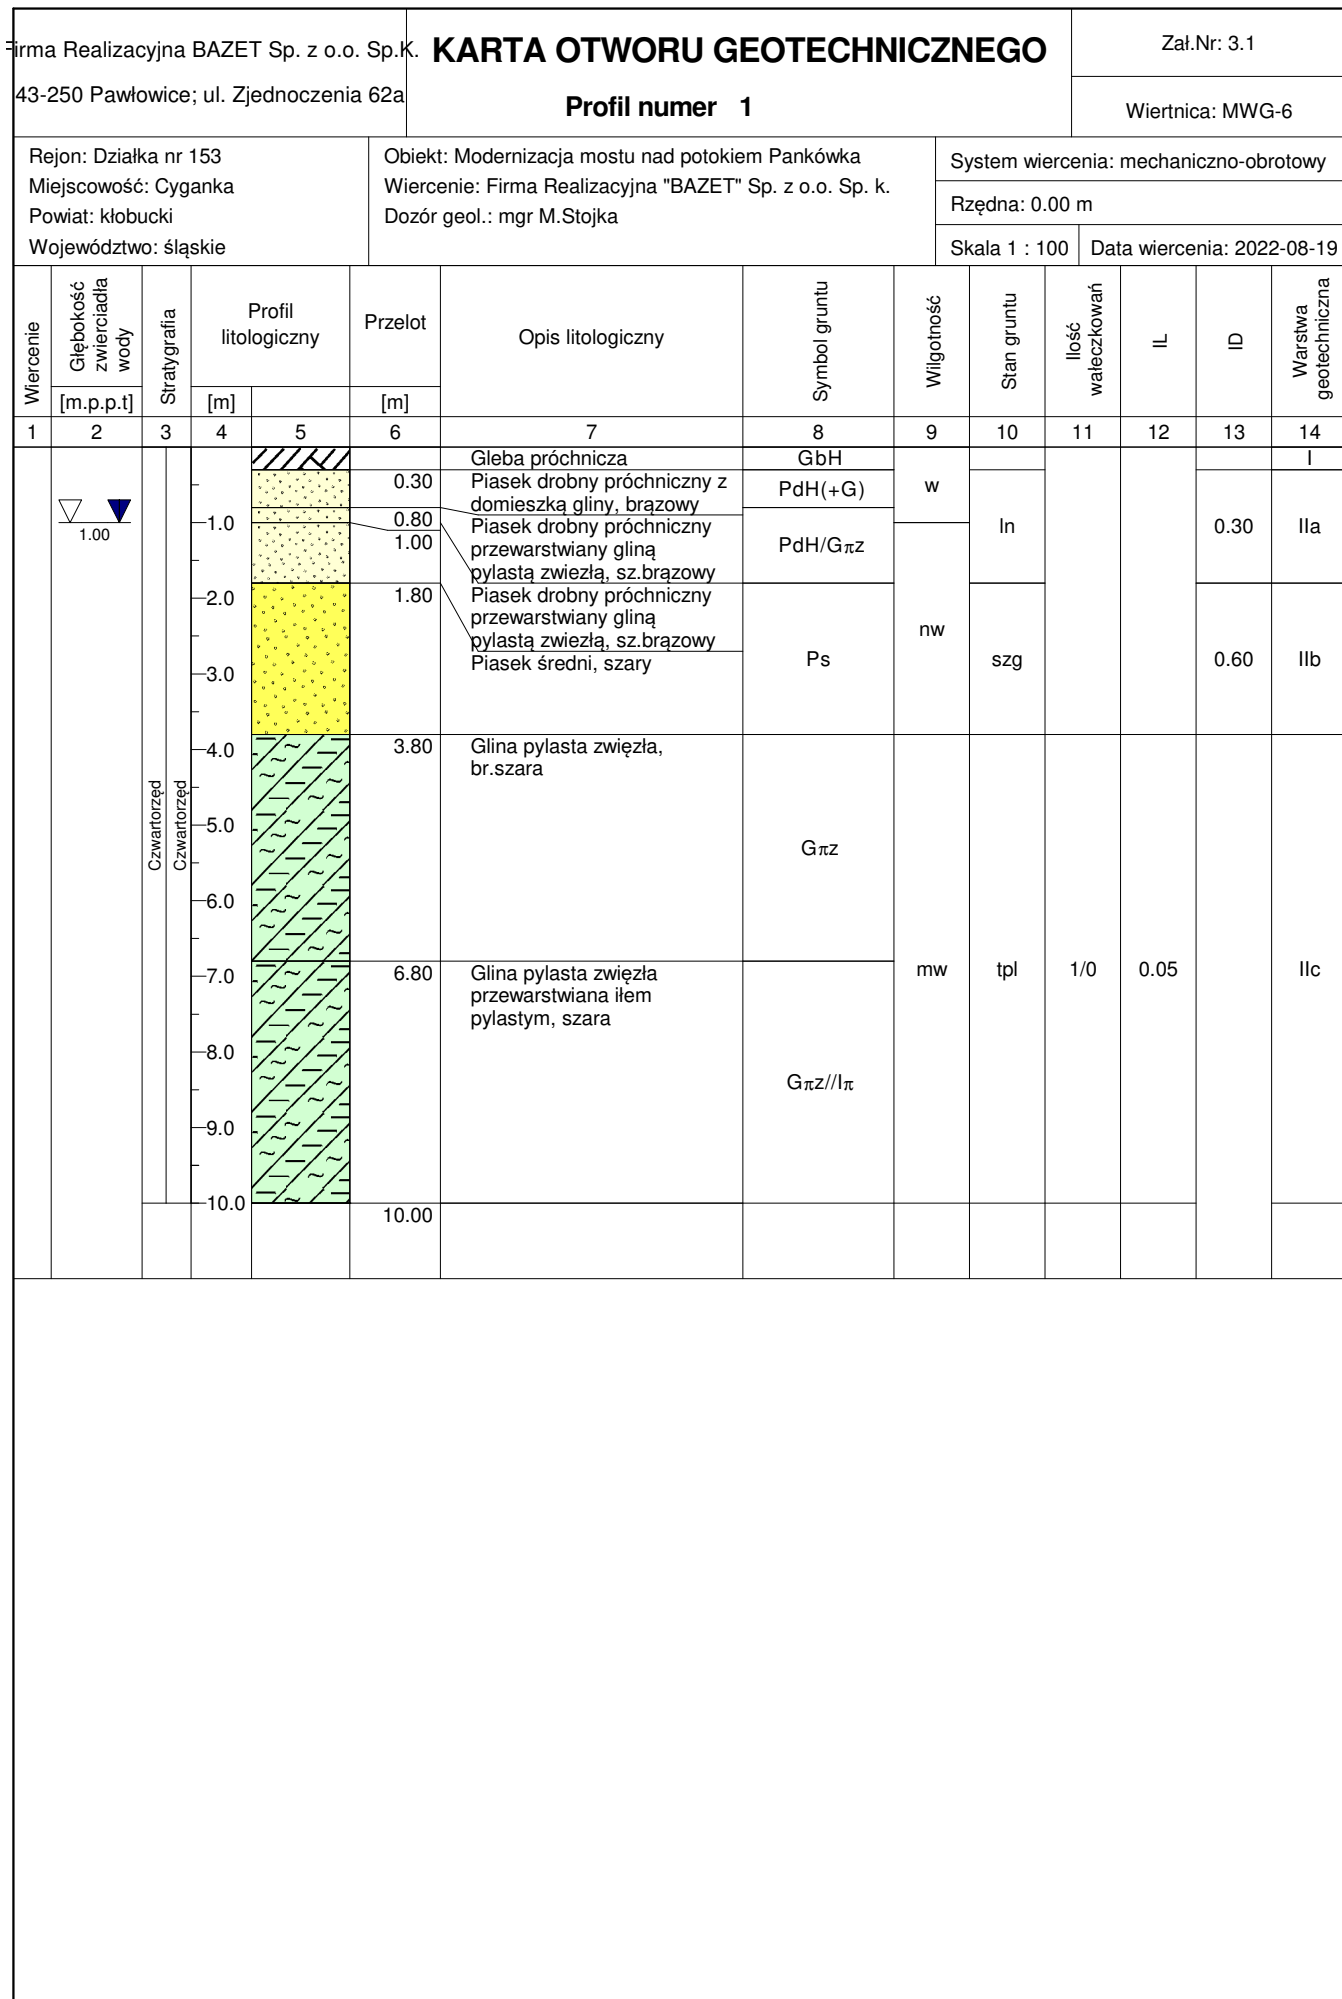 Firma Realizacyjna BAZET Sp. z o.o. Sp.K.
43-250 Pawłowice; ul. Zjednoczenia 62a
KARTA OTWORU GEOTECHNICZNEGO
Profil numer 1
Zał.Nr: 3.1
Wiertnica: MWG-6
Rejon: Działka nr 153
Miejscowość: Cyganka
Powiat: kłobucki
Województwo: śląskie
Obiekt: Modernizacja mostu nad potokiem Pankówka
Wiercenie: Firma Realizacyjna "BAZET" Sp. z o.o. Sp. k.
Dozór geol.: mgr M.Stojka
System wiercenia: mechaniczno-obrotowy
Rzędna: 0.00 m
Skala 1 : 100
Data wiercenia: 2022-08-19
Wiercenie
Głębokość
zwierciadła
wody
[m.p.p.t]
Stratygrafia
Profil
litologiczny
[m]
Przelot
[m]
Opis litologiczny
Symbol gruntu
Wilgotność
Stan gruntu
Ilość
wałeczkowań
IL
ID
Warstwa
geotechniczna
1 2 3 4 5 6 7 8 9 10 11 12 13 14
1.00
Czwartorzęd
Czwartorzęd
1.0
2.0
3.0
4.0
5.0
6.0
7.0
8.0
9.0
10.0
0.30
0.80
1.00
1.80
3.80
6.80
10.00
Gleba próchnicza
Piasek drobny próchniczny z
domieszką gliny, brązowy
Piasek drobny próchniczny
przewarstwiany gliną
pylastą zwiezłą, sz.brązowy
Piasek drobny próchniczny
przewarstwiany gliną
pylastą zwiezłą, sz.brązowy
Piasek średni, szary
Glina pylasta zwięzła,
br.szara
Glina pylasta zwięzła
przewarstwiana iłem
pylastym, szara
GbH
PdH(+G)
PdH/Gπz
Ps
Gπz
Gπz//Iπ
w
nw
mw
ln
szg
tpl
1/0
0.05
0.30
0.60
I
IIa
IIb
IIc